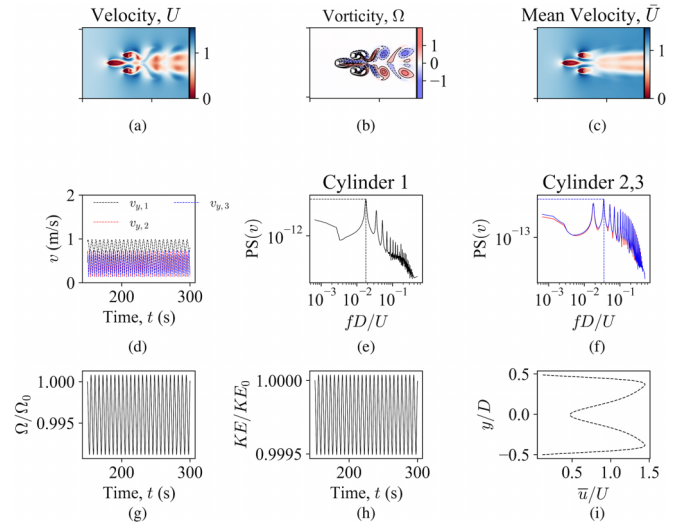 Velocity, U
Vorticity, Ω
Mean Velocity, Ū
1
0
1
0
−1
1
0
(a)
(b)
(c)
Cylinder 1
Cylinder 2,3
2
1
0
v (m/s)
v_{y,1}
v_{y,2}
v_{y,3}
200
300
Time, t (s)
PS(v)
10^{−12}
10^{−3}
10^{−2}
10^{−1}
fD/U
PS(v)
10^{−13}
10^{−3}
10^{−2}
10^{−1}
fD/U
(d)
(e)
(f)
Ω/Ω_0
1.000
0.995
200
300
Time, t (s)
KE/KE_0
1.0000
0.9995
200
300
Time, t (s)
y/D
0.5
0.0
−0.5
0.5
1.0
1.5
u̅/U
(g)
(h)
(i)